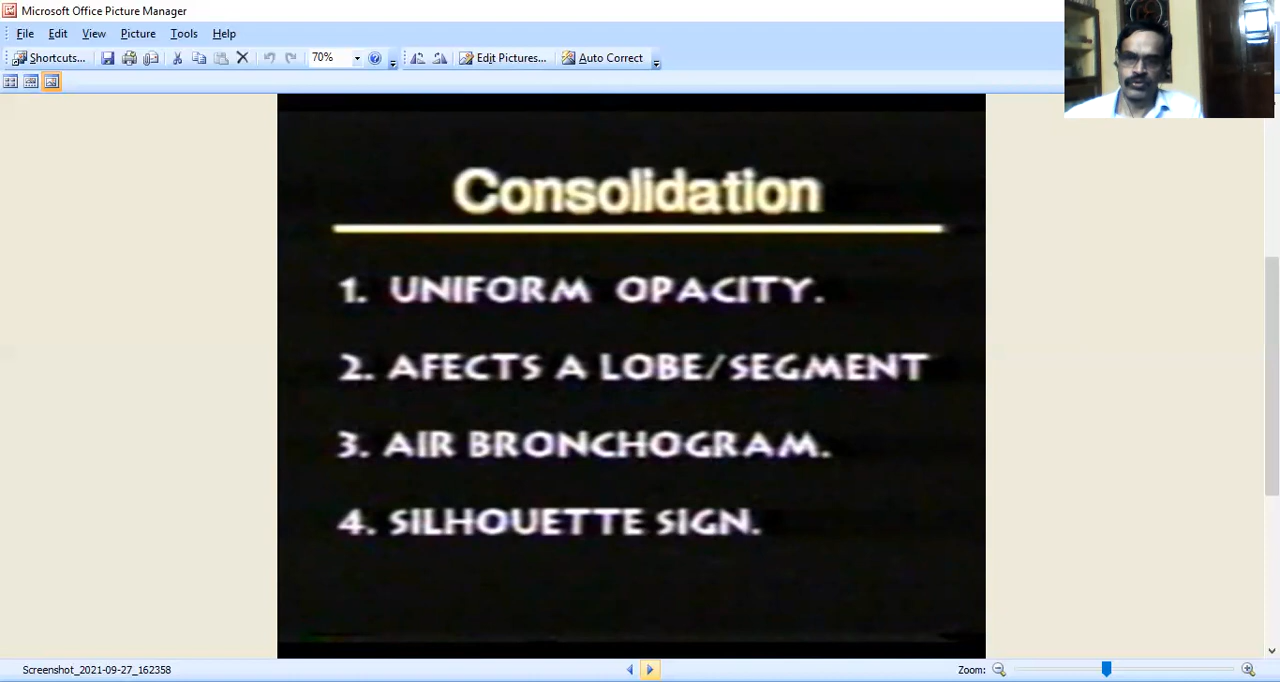 Microsoft Office Picture Manager
File Edit View Picture Tools Help
Shortcuts... 70% Edit Pictures... Auto Correct
Consolidation
1. UNIFORM OPACITY.
2. AFECTS A LOBE/SEGMENT
3. AIR BRONCHOGRAM.
4. SILHOUETTE SIGN.
Screenshot_2021-09-27_162358 Zoom: